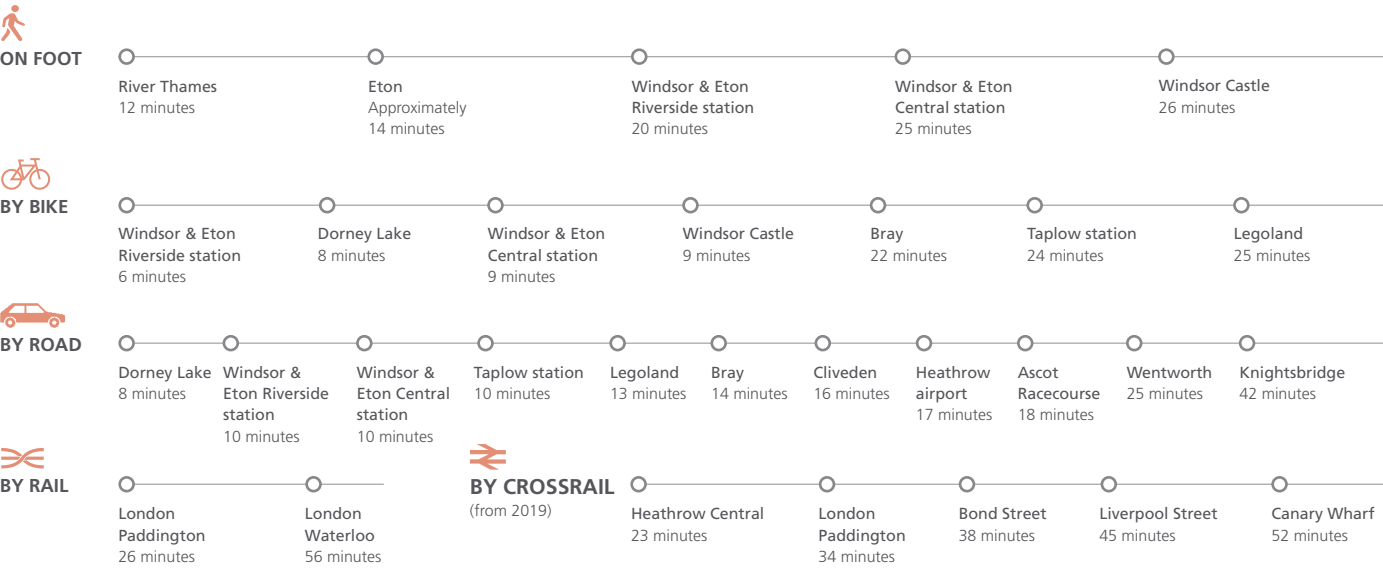 ON FOOT
River Thames
12 minutes
Eton
Approximately
14 minutes
Windsor & Eton
Riverside station
20 minutes
Windsor & Eton
Central station
25 minutes
Windsor Castle
26 minutes
BY BIKE
Windsor & Eton
Riverside station
6 minutes
Dorney Lake
8 minutes
Windsor & Eton
Central station
9 minutes
Windsor Castle
9 minutes
Bray
22 minutes
Taplow station
24 minutes
Legoland
25 minutes
BY ROAD
Dorney Lake
8 minutes
Windsor &
Eton Riverside
station
10 minutes
Windsor &
Eton Central
station
10 minutes
Taplow station
10 minutes
Legoland
13 minutes
Bray
14 minutes
Cliveden
16 minutes
Heathrow
airport
17 minutes
Ascot
Racecourse
18 minutes
Wentworth
25 minutes
Knightsbridge
42 minutes
BY RAIL
London
Paddington
26 minutes
London
Waterloo
56 minutes
BY CROSSRAIL
(from 2019)
Heathrow Central
23 minutes
London
Paddington
34 minutes
Bond Street
38 minutes
Liverpool Street
45 minutes
Canary Wharf
52 minutes